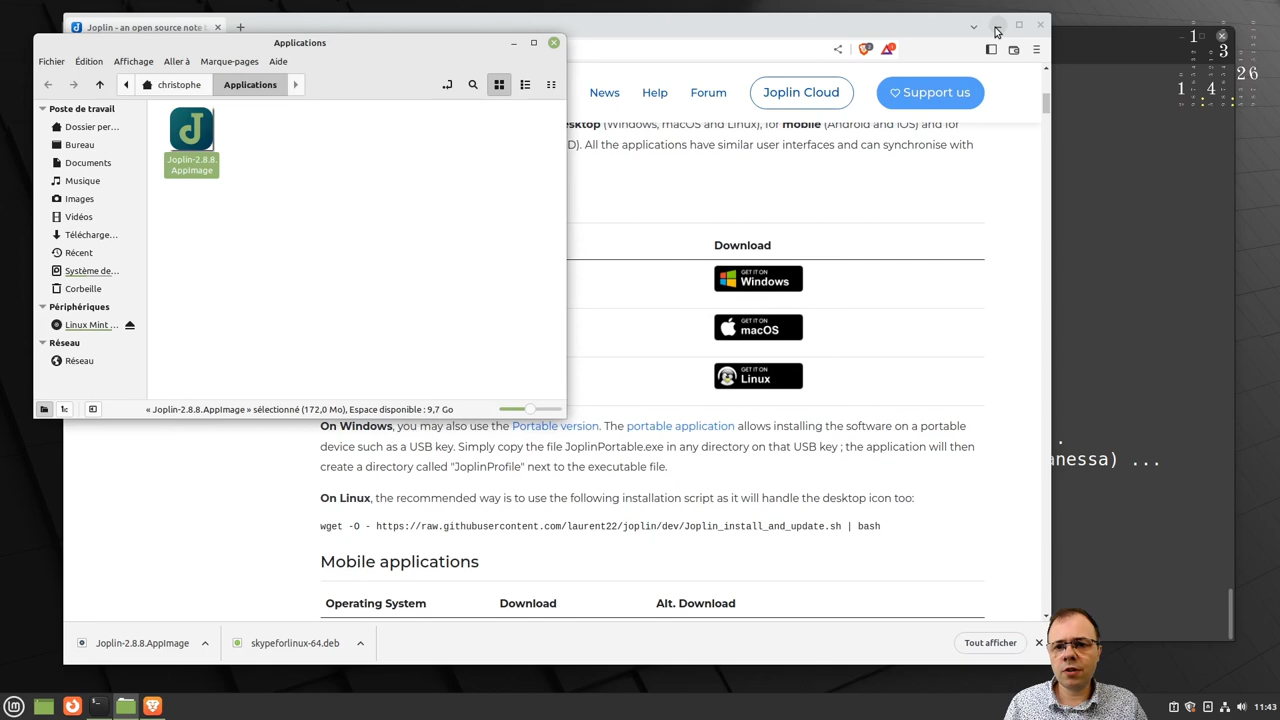 Joplin - an open source note t
Applications
Fichier Édition Affichage Aller à Marque-pages Aide
christophe Applications
Poste de travail
Dossier per...
Bureau
Documents
Musique
Images
Vidéos
Télécharge...
Récent
Système de...
Corbeille
Périphériques
Linux Mint ...
Réseau
Réseau
Joplin-2.8.8.
AppImage
« Joplin-2.8.8.AppImage » sélectionné (172,0 Mo), Espace disponible : 9,7 Go
News Help Forum Joplin Cloud Support us
sktop (Windows, macOS and Linux), for mobile (Android and iOS) and for
D). All the applications have similar user interfaces and can synchronise with
Download
GET IT ON
Windows
GET IT ON
macOS
GET IT ON
Linux
On Windows, you may also use the Portable version. The portable application allows installing the software on a portable
device such as a USB key. Simply copy the file JoplinPortable.exe in any directory on that USB key ; the application will then
create a directory called "JoplinProfile" next to the executable file.
On Linux, the recommended way is to use the following installation script as it will handle the desktop icon too:
wget -O - https://raw.githubusercontent.com/laurent22/joplin/dev/Joplin_install_and_update.sh | bash
Mobile applications
Operating System Download Alt. Download
Joplin-2.8.8.AppImage skypeforlinux-64.deb Tout afficher
1
3
26
1 4
.
anessa) ...
11:43